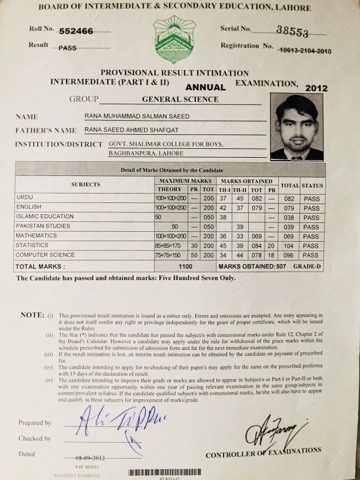 BOARD OF INTERMEDIATE & SECONDARY EDUCATION, LAHORE
Roll No. 552466 Serial No. 38553
Result PASS Registration No. 10613-2104-2010
PROVISIONAL RESULT INTIMATION
INTERMEDIATE (PART I & II) ANNUAL EXAMINATION, 2012
GROUP GENERAL SCIENCE
NAME RANA MUHAMMAD SALMAN SAEED
FATHER'S NAME RANA SAEED AHMED SHAFQAT
INSTITUTION/DISTRICT GOVT. SHALIMAR COLLEGE FOR BOYS,
BAGHBANPURA, LAHORE
Detail of Marks Obtained by the Candidate
SUBJECTS MAXIMUM MARKS MARKS OBTAINED TOTAL STATUS
THEORY PR TOT TH-I TH-II TOT PR
URDU 100+100=200 — 200 37 45 082 — 082 PASS
ENGLISH 100+100=200 — 200 42 37 079 — 079 PASS
ISLAMIC EDUCATION 50 — 050 38 — 038 PASS
PAKISTAN STUDIES 50 — 050 39 — 039 PASS
MATHEMATICS 100+100=200 — 200 36 33 069 — 069 PASS
STATISTICS 85+85=170 30 200 45 39 084 20 104 PASS
COMPUTER SCIENCE 75+75=150 50 200 34 44 078 18 096 PASS
TOTAL MARKS : 1100 MARKS OBTAINED: 507 GRADE-D
The Candidate has passed and obtained marks: Five Hundred Seven Only.
NOTE: (i) This provisional result intimation is issued as a notice only. Errors and omissions are excepted. Any entry appearing in
it does not itself confer any right or privilege independently for the grant of proper certificate, which will be issued
under the Rules.
(ii) The Star (*) indicates that the candidate has passed the subjects with concessional marks under Rule 12, Chapter 2 of
the Board's Calendar. However a candidate may apply under the rule for withdrawal of the grace marks within the
schedule prescribed for submission of admission form and fee for the next immediate examination.
(iii) If the result intimation is lost, an interim result intimation can be obtained by the candidate on payment of prescribed
fee.
(iv) The candidate intending to apply for re-checking of their papers may apply for the same on the prescribed proforma
with 15 days of the declaration of result.
(v) The candidate intending to improve their grade or marks are allowed to appear in Subject/s or Part-I or Part-II or both
with one examination opportunity within one year of passing relevant examination in the same group/subjects in
current/prevalent syllabus. If the candidate qualified subjects with concessional marks, he/she will also have to appear
and qualify in those subject/s for improvement of marks/grade.
Prepared by
Checked by
Dated 08-09-2012
CONTROLLER OF EXAMINATIONS